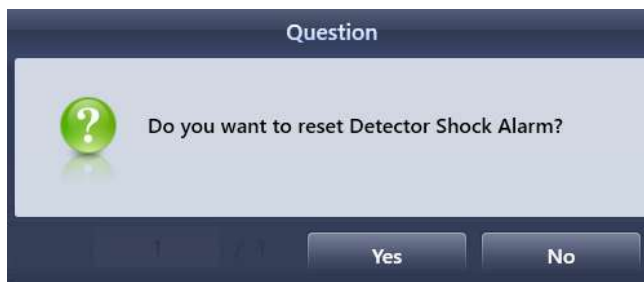 Question
Do you want to reset Detector Shock Alarm?
Yes No